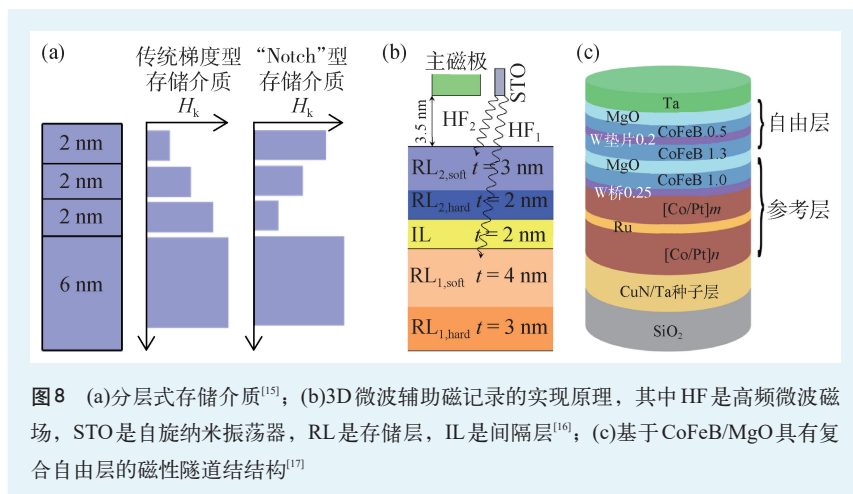 (a)
传统梯度型
存储介质
Hk
“Notch”型
存储介质
Hk
2 nm
2 nm
2 nm
6 nm
(b)
主磁极
STO
3.5 nm
HF2
HF1
RL2,soft t = 3 nm
RL2,hard t = 2 nm
IL t = 2 nm
RL1,soft t = 4 nm
RL1,hard t = 3 nm
(c)
Ta
MgO
CoFeB 0.5
W垫片0.2
CoFeB 1.3
MgO
CoFeB 1.0
W桥0.25
[Co/Pt]m
Ru
[Co/Pt]n
CuN/Ta种子层
SiO2
自由层
参考层
图8 (a)分层式存储介质[15]；(b)3D微波辅助磁记录的实现原理，其中HF是高频微波磁
场，STO是自旋纳米振荡器，RL是存储层，IL是间隔层[16]；(c)基于CoFeB/MgO具有复
合自由层的磁性隧道结结构[17]